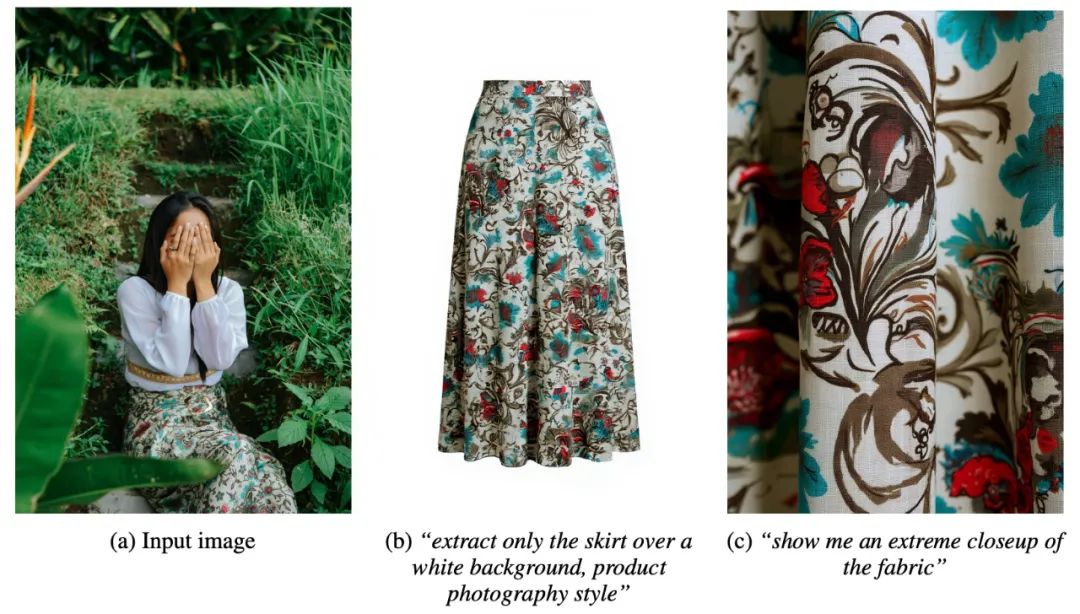 (a) Input image
(b) “extract only the skirt over a
white background, product
photography style”
(c) “show me an extreme closeup of
the fabric”